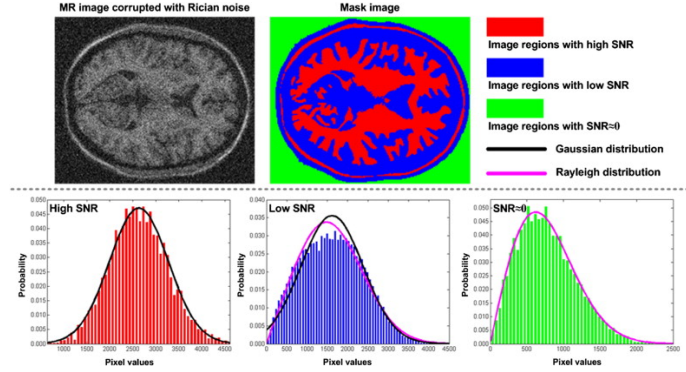 MR image corrupted with Rician noise
Mask image
Image regions with high SNR
Image regions with low SNR
Image regions with SNR≈0
Gaussian distribution
Rayleigh distribution
High SNR
Probability
0.050
0.045
0.040
0.035
0.030
0.025
0.020
0.015
0.010
0.005
0.000
1000 1500 2000 2500 3000 3500 4000 4500
Pixel values
Low SNR
Probability
0.040
0.035
0.030
0.025
0.020
0.015
0.010
0.005
0.000
0 500 1000 1500 2000 2500 3000 3500 4000 4500
Pixel values
SNR≈0
Probability
0.050
0.045
0.040
0.035
0.030
0.025
0.020
0.015
0.010
0.005
0.000
0 500 1000 1500 2000 2500
Pixel values